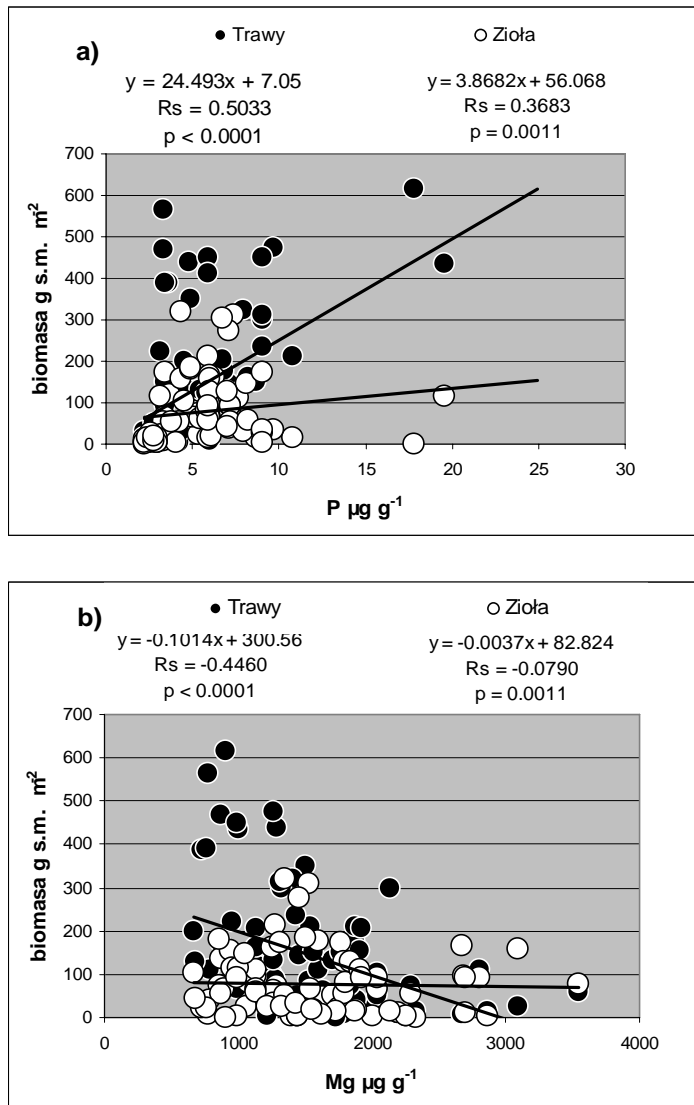 a)
Trawy Zioła
y = 24.493x + 7.05 y = 3.8682x + 56.068
Rs = 0.5033 Rs = 0.3683
p < 0.0001 p = 0.0011
700
600
500
400
300
200
100
0
biomasa g s.m. m⁻²
0 5 10 15 20 25 30
P µg g⁻¹
b)
Trawy Zioła
y = -0.1014x + 300.56 y = -0.0037x + 82.824
Rs = -0.4460 Rs = -0.0790
p < 0.0001 p = 0.0011
700
600
500
400
300
200
100
0
biomasa g s.m. m⁻²
0 1000 2000 3000 4000
Mg µg g⁻¹